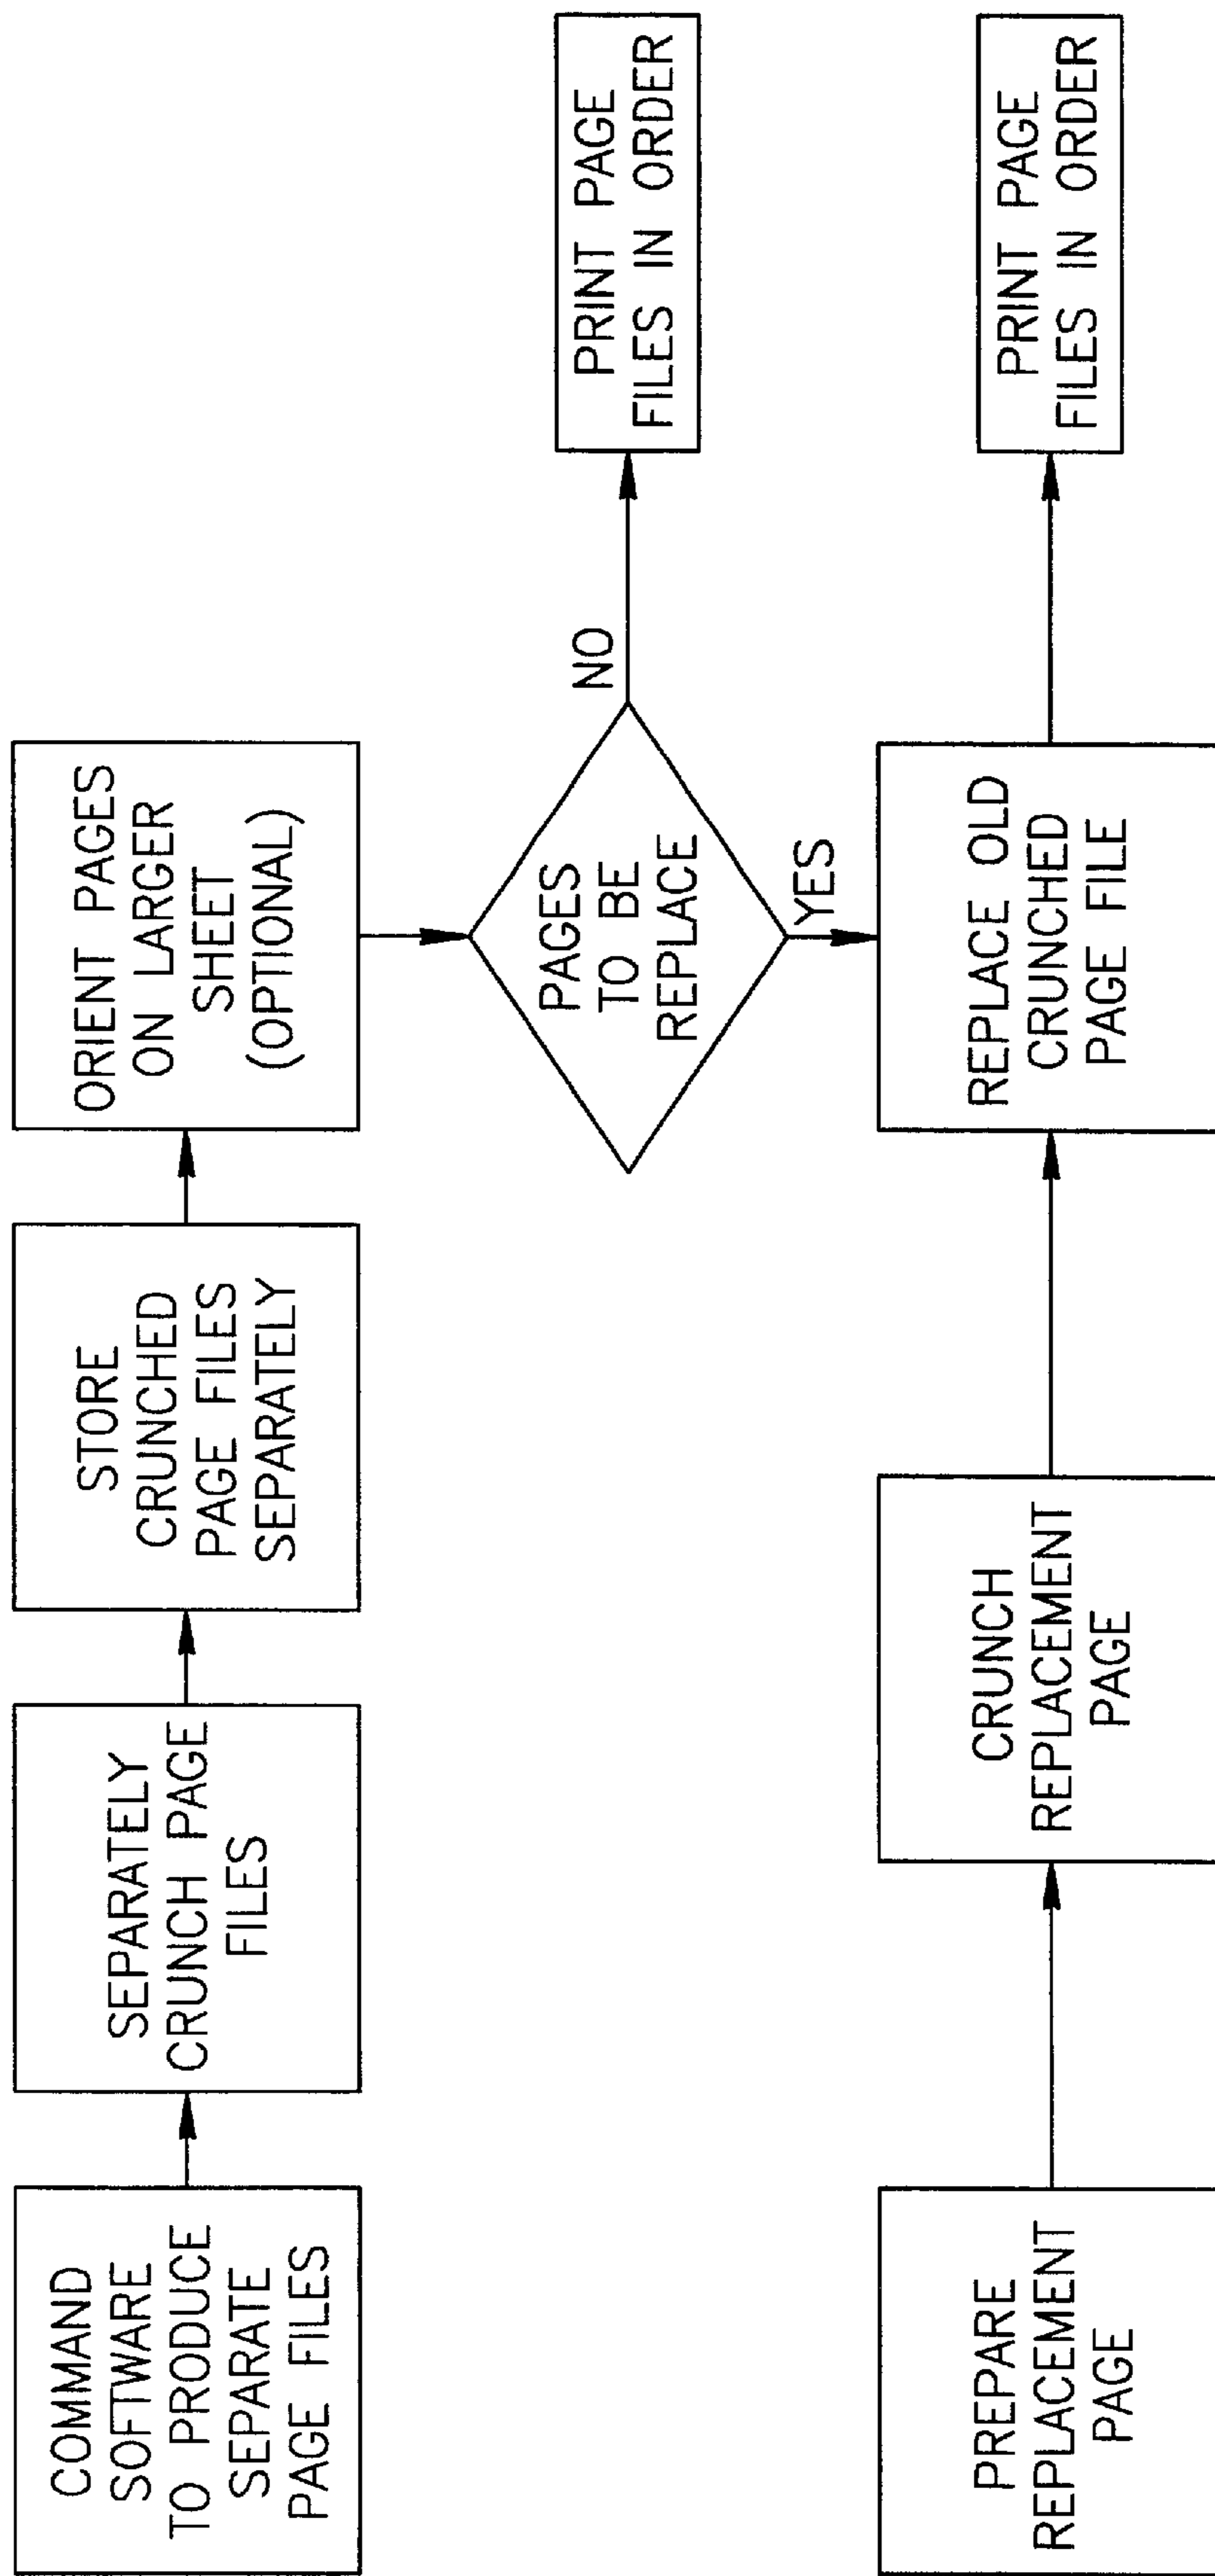 COMMAND
SOFTWARE
TO PRODUCE
SEPARATE
PAGE FILES
SEPARATELY
CRUNCH PAGE
FILES
STORE
CRUNCHED
PAGE FILES
SEPARATELY
ORIENT PAGES
ON LARGER
SHEET
(OPTIONAL)
PAGES
TO BE
REPLACE
NO
PRINT PAGE
FILES IN ORDER
YES
PREPARE
REPLACEMENT
PAGE
CRUNCH
REPLACEMENT
PAGE
REPLACE OLD
CRUNCHED
PAGE FILE
PRINT PAGE
FILES IN ORDER